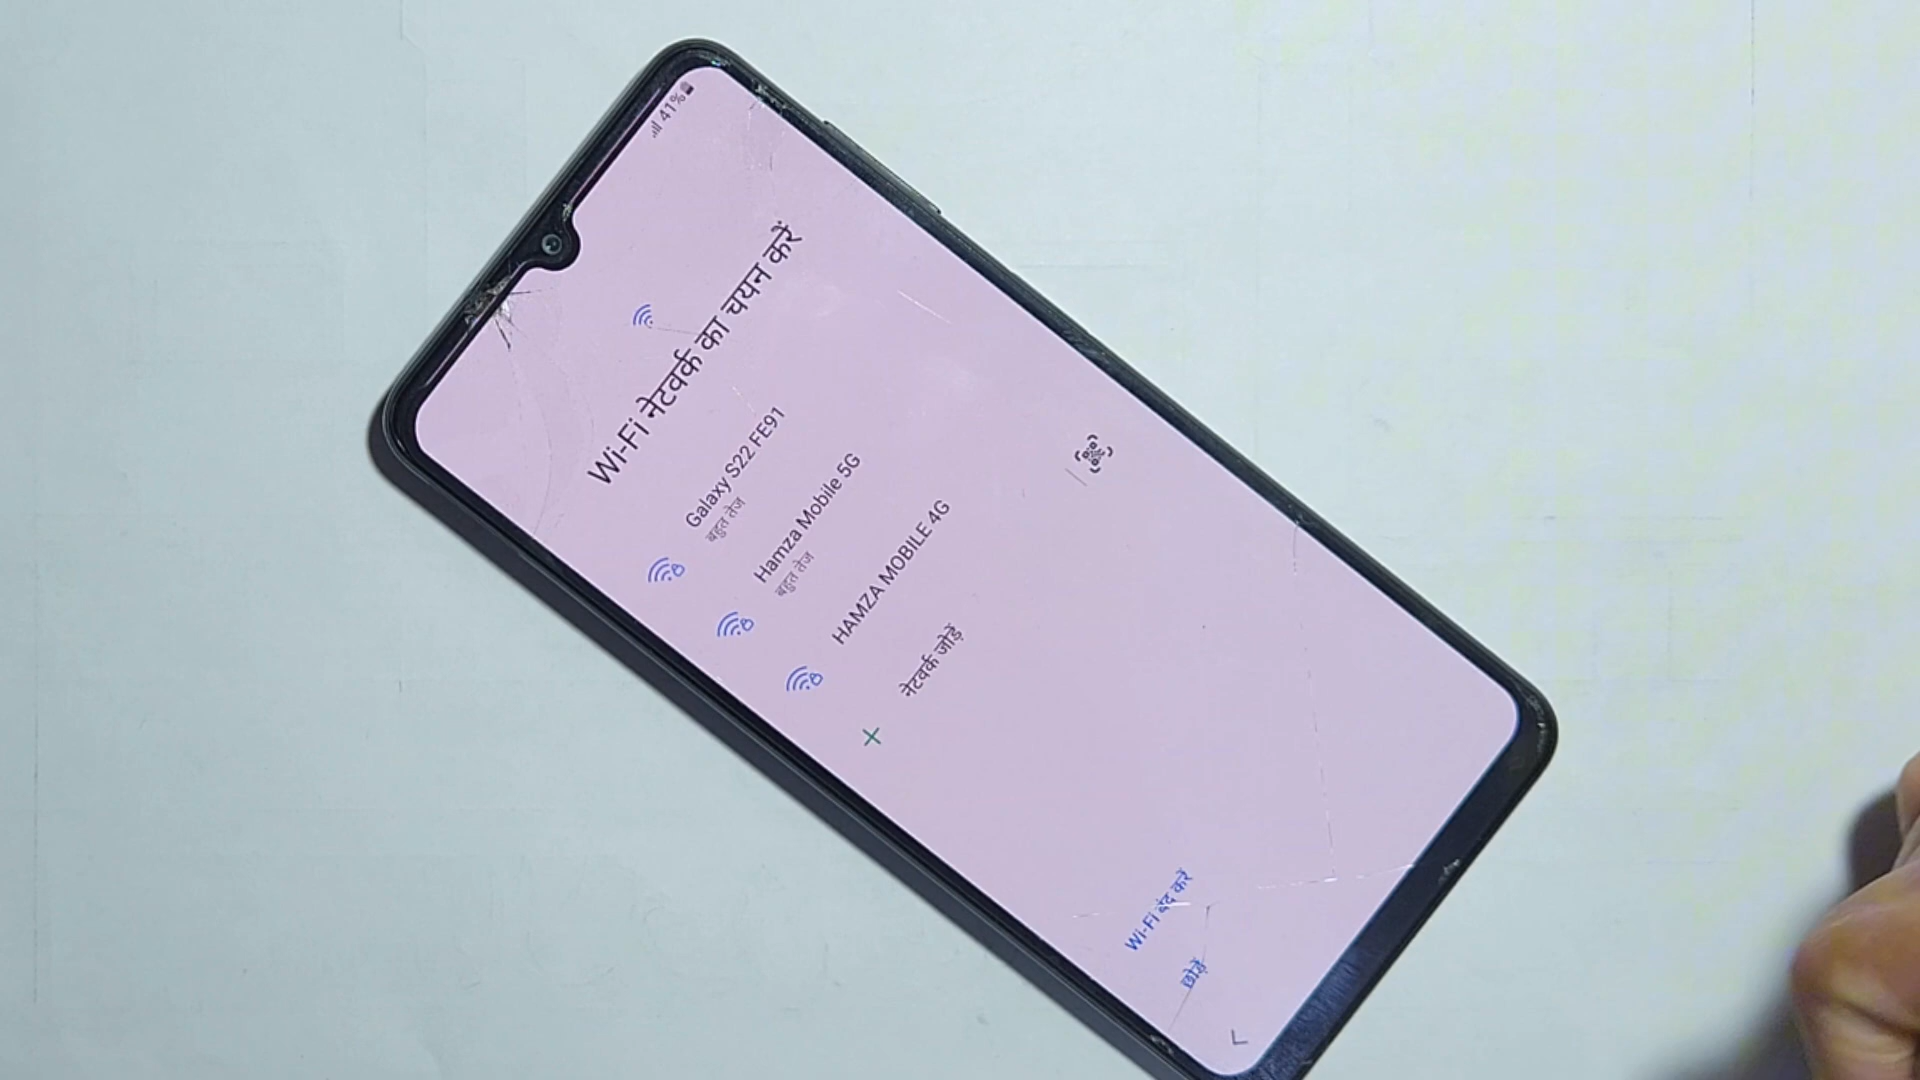 41%
Wi-Fi नेटवर्क का चयन करें
Galaxy S22 FE91
बहुत तेज
Hamza Mobile 5G
बहुत तेज
HAMZA MOBILE 4G
नेटवर्क जोड़ें
Wi-Fi बंद करें
छोड़ें